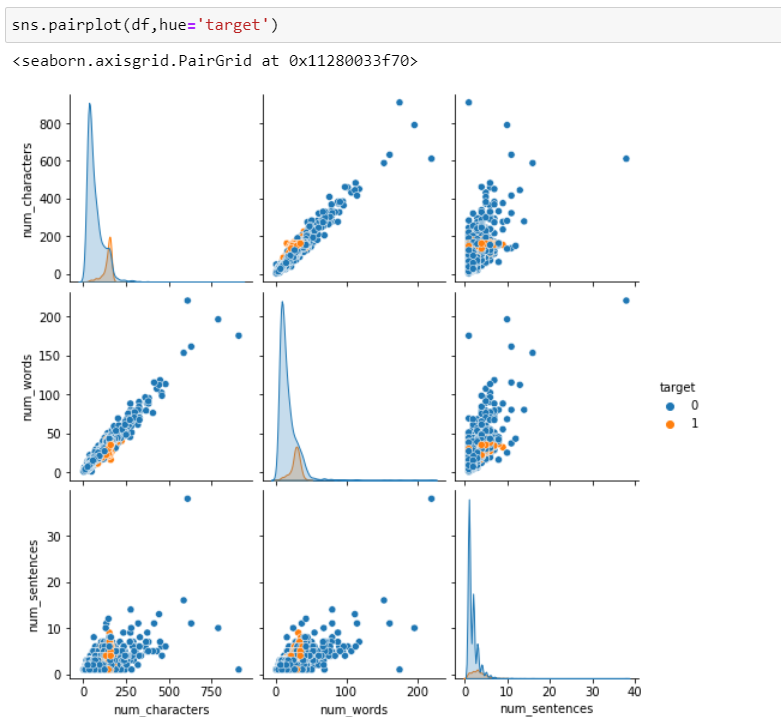 sns.pairplot(df,hue='target')
<seaborn.axisgrid.PairGrid at 0x11280033f70>
num_characters
800
600
400
200
0
num_words
200
150
100
50
0
target
0
1
num_sentences
30
20
10
0
0 250 500 750
num_characters
0 100 200
num_words
0 10 20 30 40
num_sentences